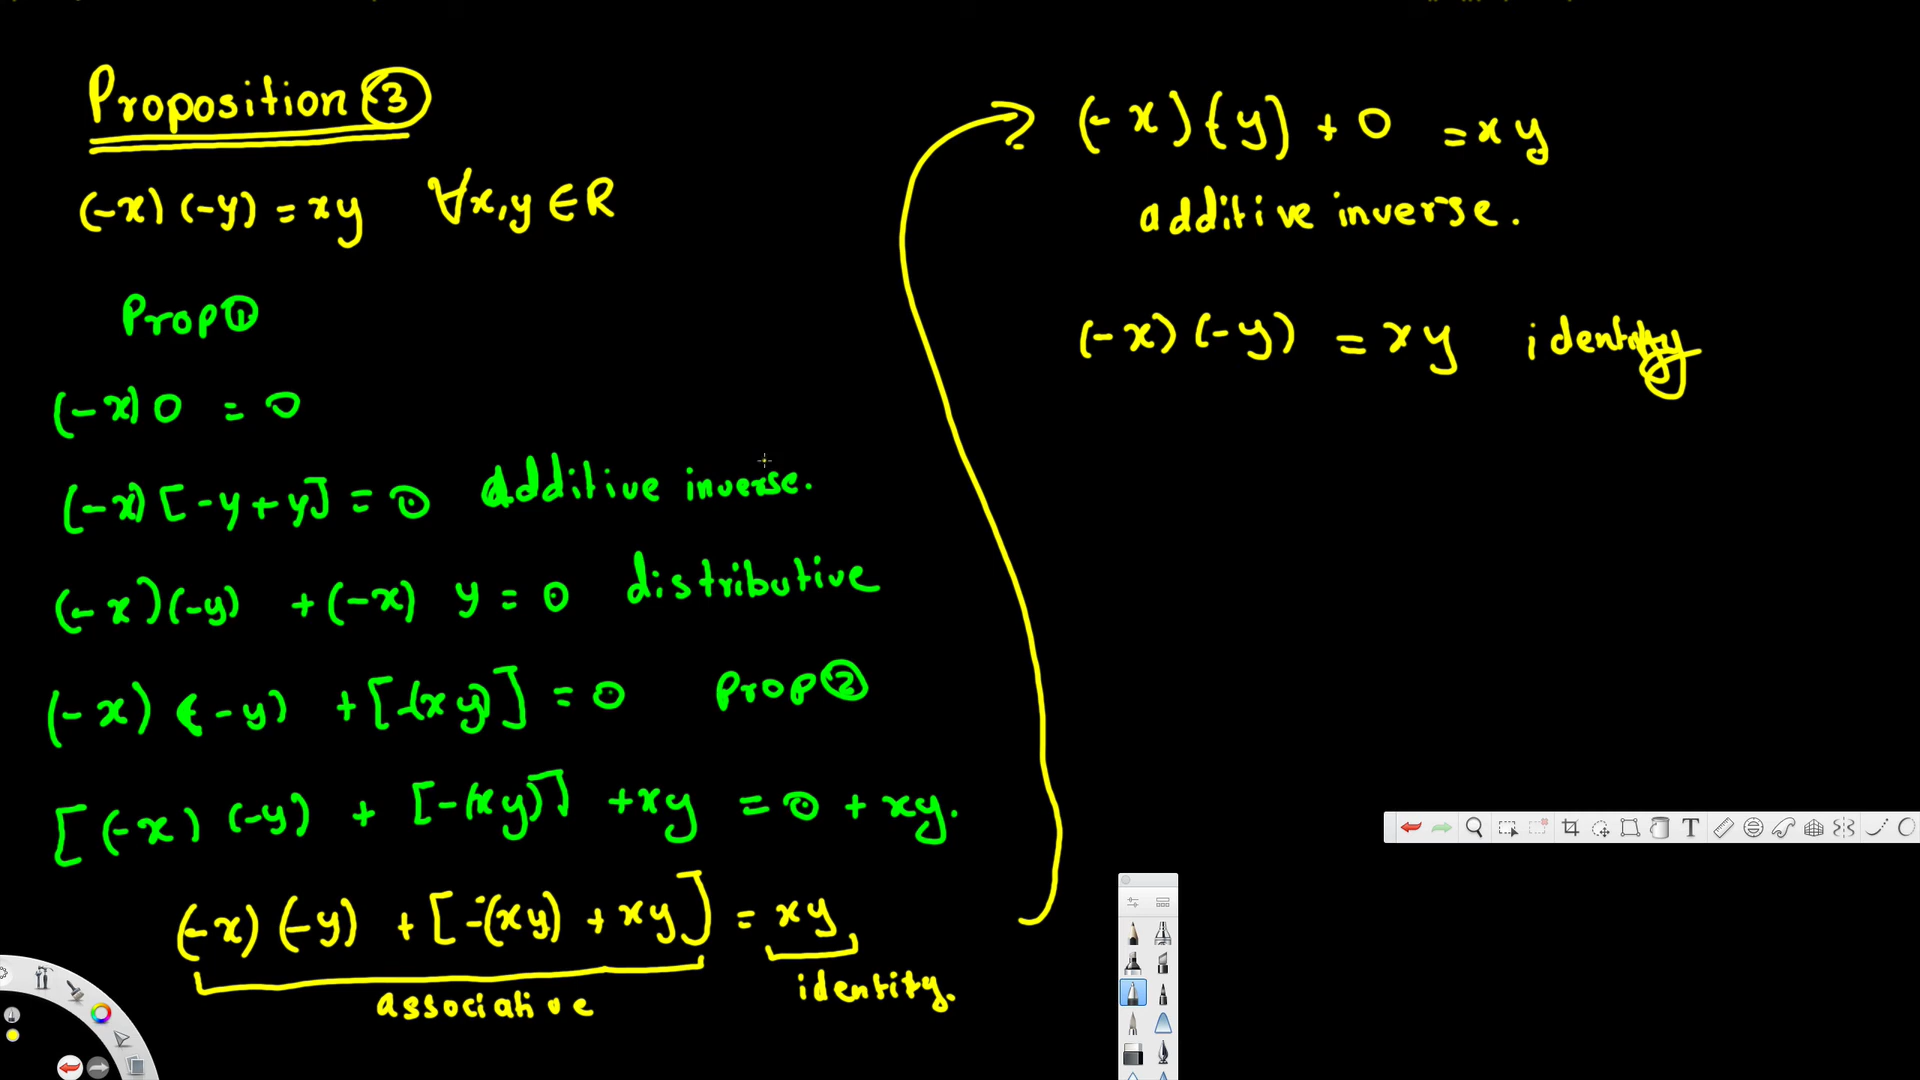 Proposition ③
(-x) (-y) = xy ∀x,y ∈ R
Prop ①
(-x) 0 = 0
(-x) [-y + y] = 0 additive inverse.
(-x) (-y) + (-x) y = 0 distributive
(-x) (-y) + [-(xy)] = 0 Prop ②
[(-x) (-y) + [-(xy)] + xy = 0 + xy.
(-x) (-y) + [-(xy) + xy] = xy
associative identity.
(-x) (y) + 0 = xy
additive inverse.
(-x) (-y) = xy identity